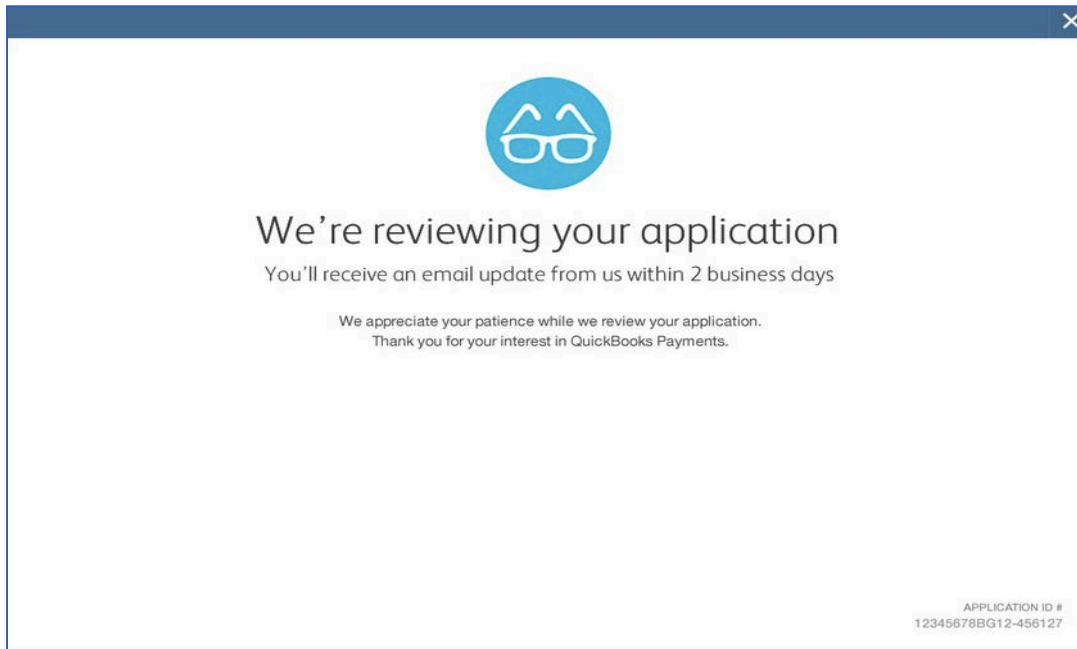 We're reviewing your application
You'll receive an email update from us within 2 business days
We appreciate your patience while we review your application.
Thank you for your interest in QuickBooks Payments.
APPLICATION ID #
12345678BG12-456127